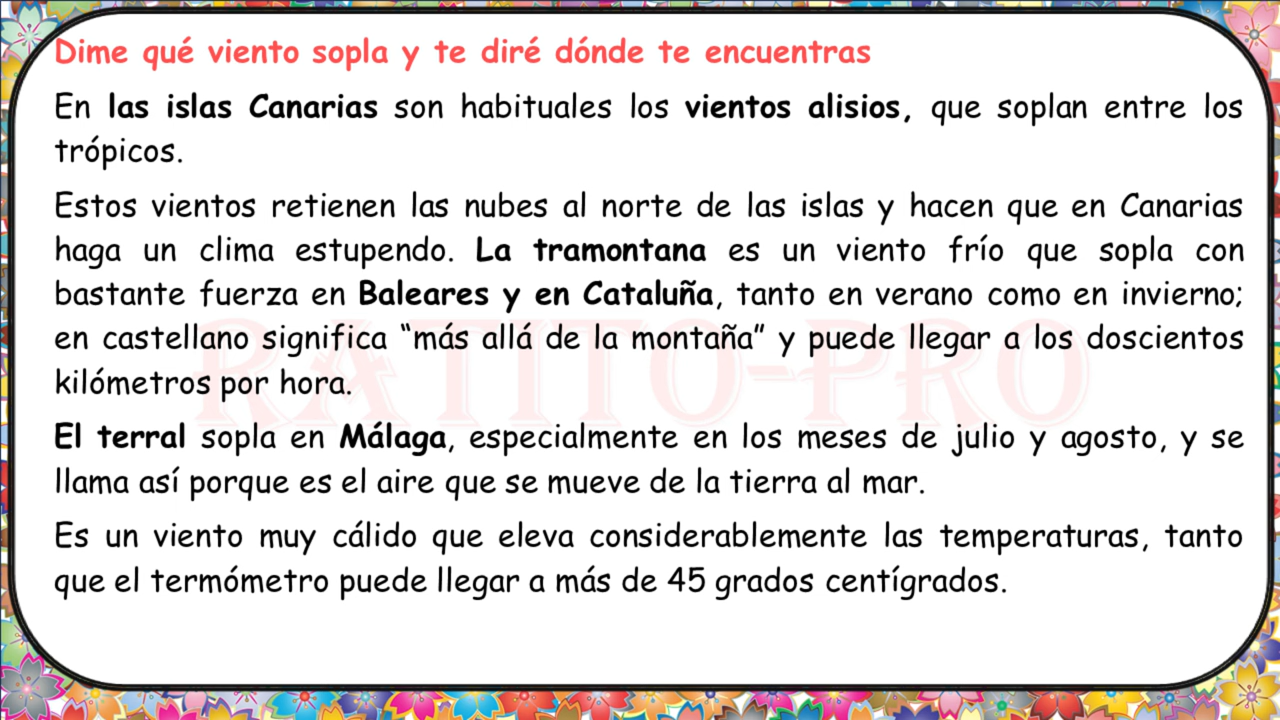 Dime qué viento sopla y te diré dónde te encuentras
En las islas Canarias son habituales los vientos alisios, que soplan entre los
trópicos.
Estos vientos retienen las nubes al norte de las islas y hacen que en Canarias
haga un clima estupendo. La tramontana es un viento frío que sopla con
bastante fuerza en Baleares y en Cataluña, tanto en verano como en invierno;
en castellano significa “más allá de la montaña” y puede llegar a los doscientos
kilómetros por hora.
RATITO-PRO
El terral sopla en Málaga, especialmente en los meses de julio y agosto, y se
llama así porque es el aire que se mueve de la tierra al mar.
Es un viento muy cálido que eleva considerablemente las temperaturas, tanto
que el termómetro puede llegar a más de 45 grados centígrados.